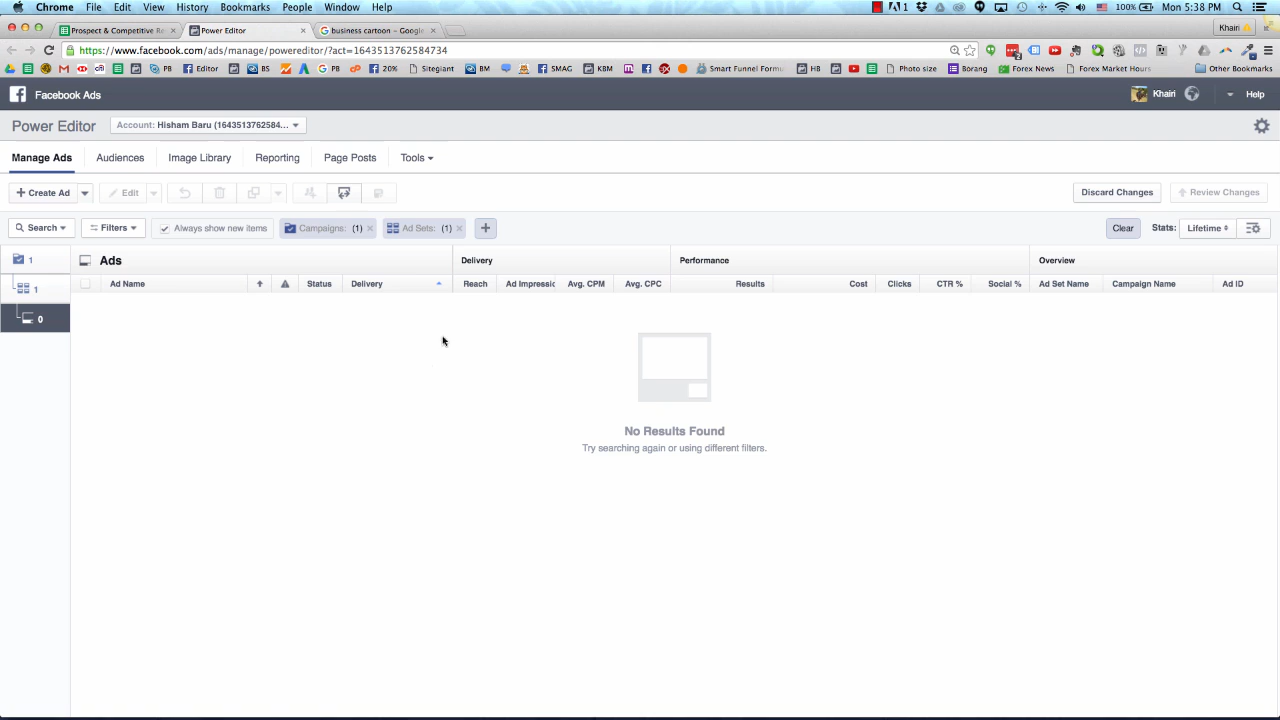 Chrome File Edit View History Bookmarks People Window Help 1 100% Mon 5:38 PM
Prospect & Competitive Re Power Editor business cartoon – Google Khairi
https://www.facebook.com/ads/manage/powereditor/?act=1643513762584734
PB Editor BS PB 20% Sitegiant BM SMAG KBM Smart Funnel Formu HB Photo size Borang Forex News Forex Market Hours Other Bookmarks
Facebook Ads Khairi Help
Power Editor Account: Hisham Baru (1643513762584...
Manage Ads Audiences Image Library Reporting Page Posts Tools
Create Ad Edit Discard Changes Review Changes
Search Filters Always show new items Campaigns: (1) Ad Sets: (1) Clear Stats: Lifetime
1 Ads Delivery Performance Overview
1 Ad Name Status Delivery Reach Ad Impressic Avg. CPM Avg. CPC Results Cost Clicks CTR % Social % Ad Set Name Campaign Name Ad ID
0
No Results Found
Try searching again or using different filters.